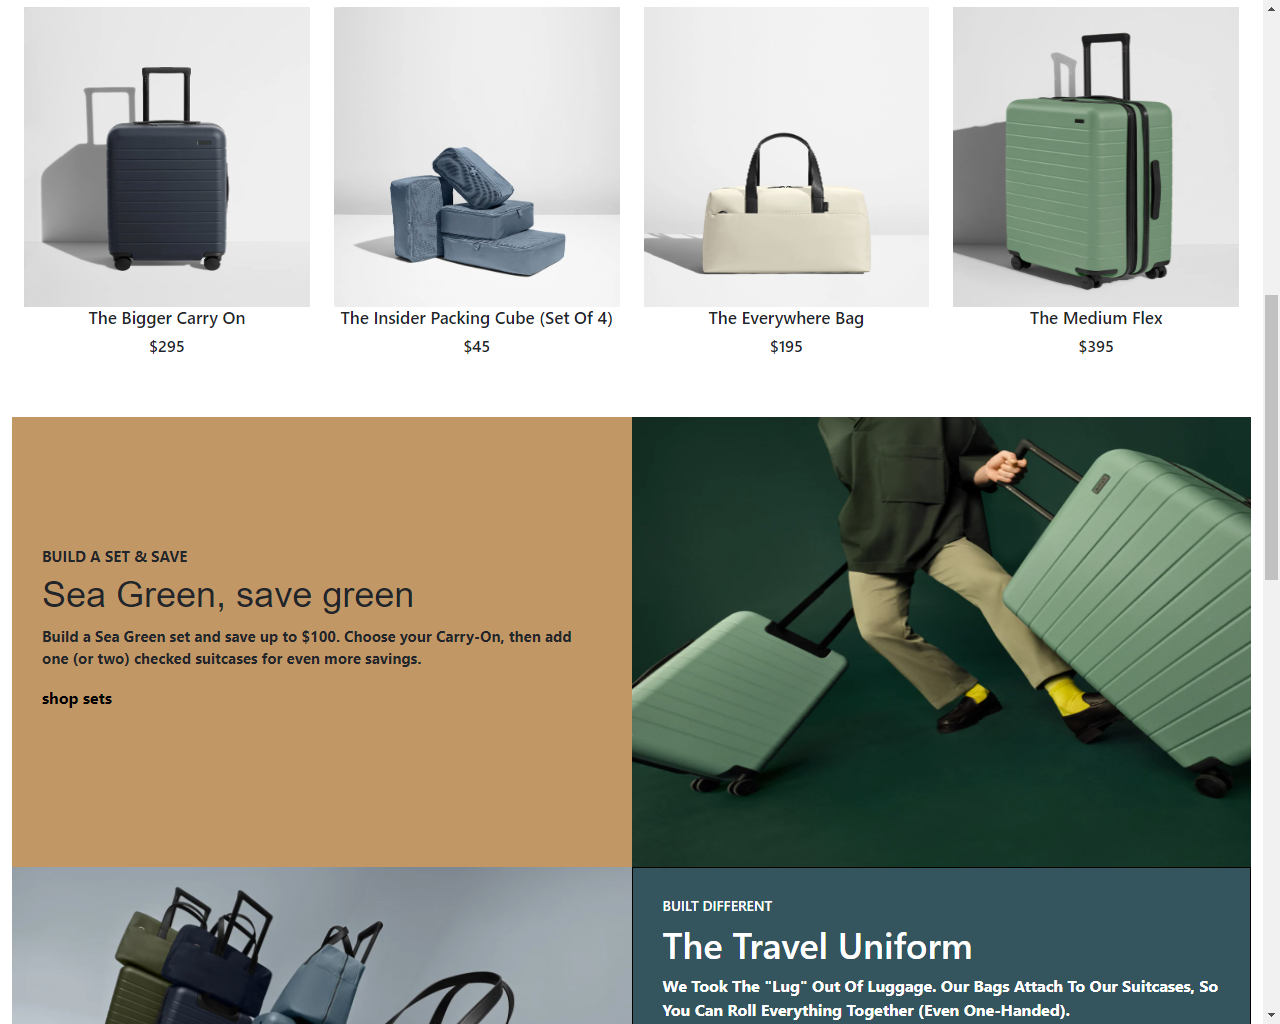 The Bigger Carry On
$295
The Insider Packing Cube (Set Of 4)
$45
The Everywhere Bag
$195
The Medium Flex
$395
BUILD A SET & SAVE
Sea Green, save green
Build a Sea Green set and save up to $100. Choose your Carry-On, then add
one (or two) checked suitcases for even more savings.
shop sets
BUILT DIFFERENT
The Travel Uniform
We Took The "Lug" Out Of Luggage. Our Bags Attach To Our Suitcases, So
You Can Roll Everything Together (Even One-Handed).